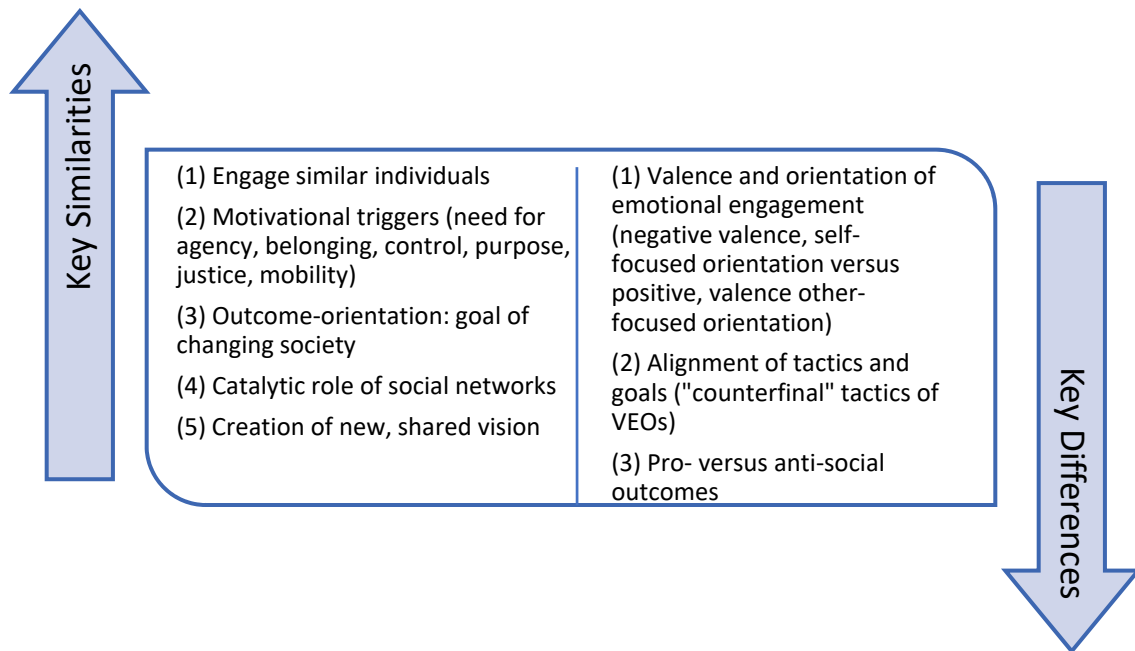 Key Similarities
(1) Engage similar individuals
(2) Motivational triggers (need for
agency, belonging, control, purpose,
justice, mobility)
(3) Outcome-orientation: goal of
changing society
(4) Catalytic role of social networks
(5) Creation of new, shared vision
(1) Valence and orientation of
emotional engagement
(negative valence, self-
focused orientation versus
positive, valence other-
focused orientation)
(2) Alignment of tactics and
goals ("counterfinal" tactics of
VEOs)
(3) Pro- versus anti-social
outcomes
Key Differences